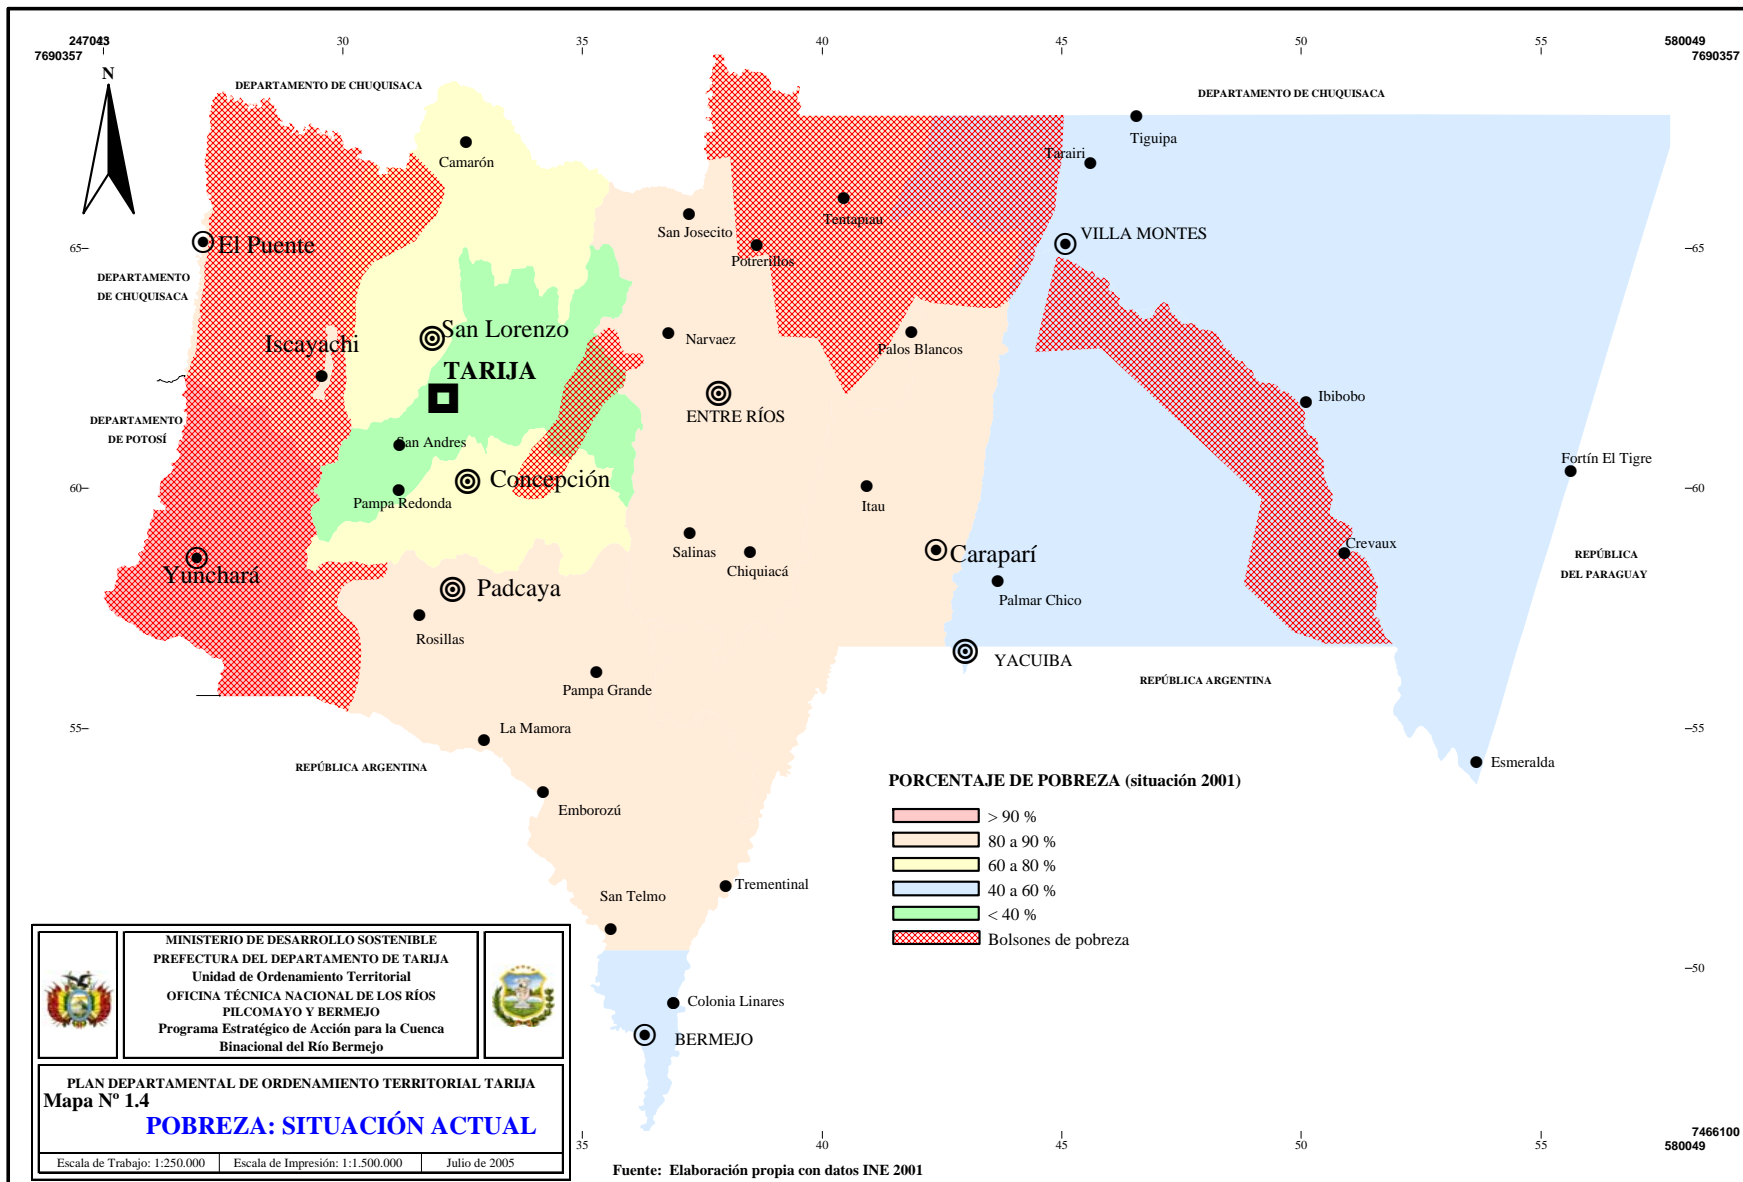 247043
7690357
30
35
40
45
50
55
580049
7690357
N
DEPARTAMENTO DE CHUQUISACA
DEPARTAMENTO DE CHUQUISACA
Camarón
Tiguipa
Tarairi
Tentapiau
San Josecito
Potrerillos
VILLA MONTES
65
65
El Puente
DEPARTAMENTO
DE CHUQUISACA
San Lorenzo
Iscayachi
TARIJA
Narvaez
Palos Blancos
ENTRE RÍOS
Ibibobo
DEPARTAMENTO
DE POTOSÍ
San Andres
Fortín El Tigre
Concepción
60
60
Pampa Redonda
Itau
Salinas
Chiquiacá
Caraparí
Crevaux
REPÚBLICA
DEL PARAGUAY
Yunchará
Padcaya
Palmar Chico
Rosillas
YACUIBA
REPÚBLICA ARGENTINA
Pampa Grande
55
55
La Mamora
REPÚBLICA ARGENTINA
Esmeralda
Emborozú
PORCENTAJE DE POBREZA (situación 2001)
> 90 %
80 a 90 %
60 a 80 %
40 a 60 %
< 40 %
Bolsones de pobreza
Trementinal
San Telmo
50
Colonia Linares
BERMEJO
MINISTERIO DE DESARROLLO SOSTENIBLE
PREFECTURA DEL DEPARTAMENTO DE TARIJA
Unidad de Ordenamiento Territorial
OFICINA TÉCNICA NACIONAL DE LOS RÍOS
PILCOMAYO Y BERMEJO
Programa Estratégico de Acción para la Cuenca
Binacional del Río Bermejo
PLAN DEPARTAMENTAL DE ORDENAMIENTO TERRITORIAL TARIJA
Mapa Nº 1.4
POBREZA: SITUACIÓN ACTUAL
Escala de Trabajo: 1:250.000
Escala de Impresión: 1:1.500.000
Julio de 2005
35
40
45
50
55
7466100
580049
Fuente: Elaboración propia con datos INE 2001